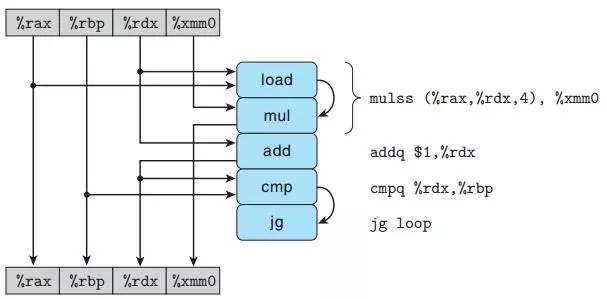 %rax %rbp %rdx %xmm0
load
mul
mulss (%rax,%rdx,4), %xmm0
add addq $1,%rdx
cmp cmpq %rdx,%rbp
jg jg loop
%rax %rbp %rdx %xmm0